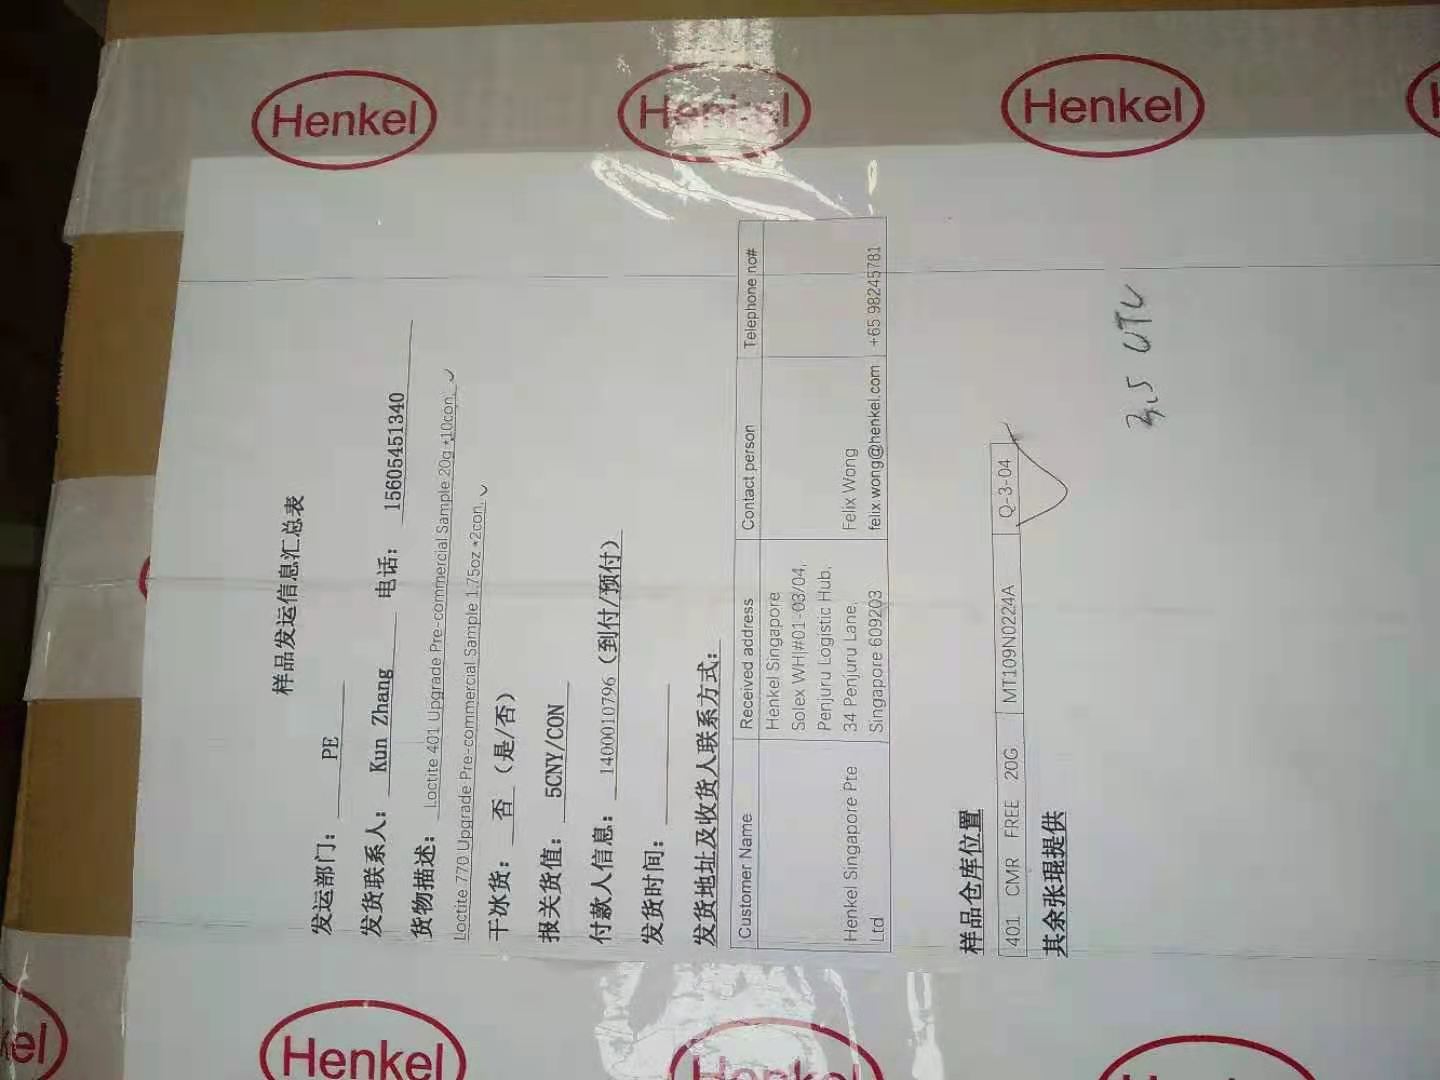 Henkel
Henkel
Henkel
样品发运信息汇总表
发运部门： PE
发货联系人： Kun Zhang 电话： 15605451340
货物描述： Loctite 401 Upgrade Pre-commercial Sample 20g *10con.
Loctite 770 Upgrade Pre-commercial Sample 1.75oz *2con.
干冰货： 否 （是/否）
报关货值： 5CNY/CON
付款人信息： 1400010796（到付/预付）
发货时间：
发货地址及收货人联系方式：
Customer Name Received address Contact person Telephone no#
Henkel Singapore
Solex WH|#01-03/04,
Penjuru Logistic Hub,
Henkel Singapore Pte 34 Penjuru Lane, Felix Wong
Ltd Singapore 609203 felix.wong@henkel.com +65 98245781
样品仓库位置
401 CMR FREE 20G MT109N0224A Q-3-04
其余张琨提供
Henkel
Henkel